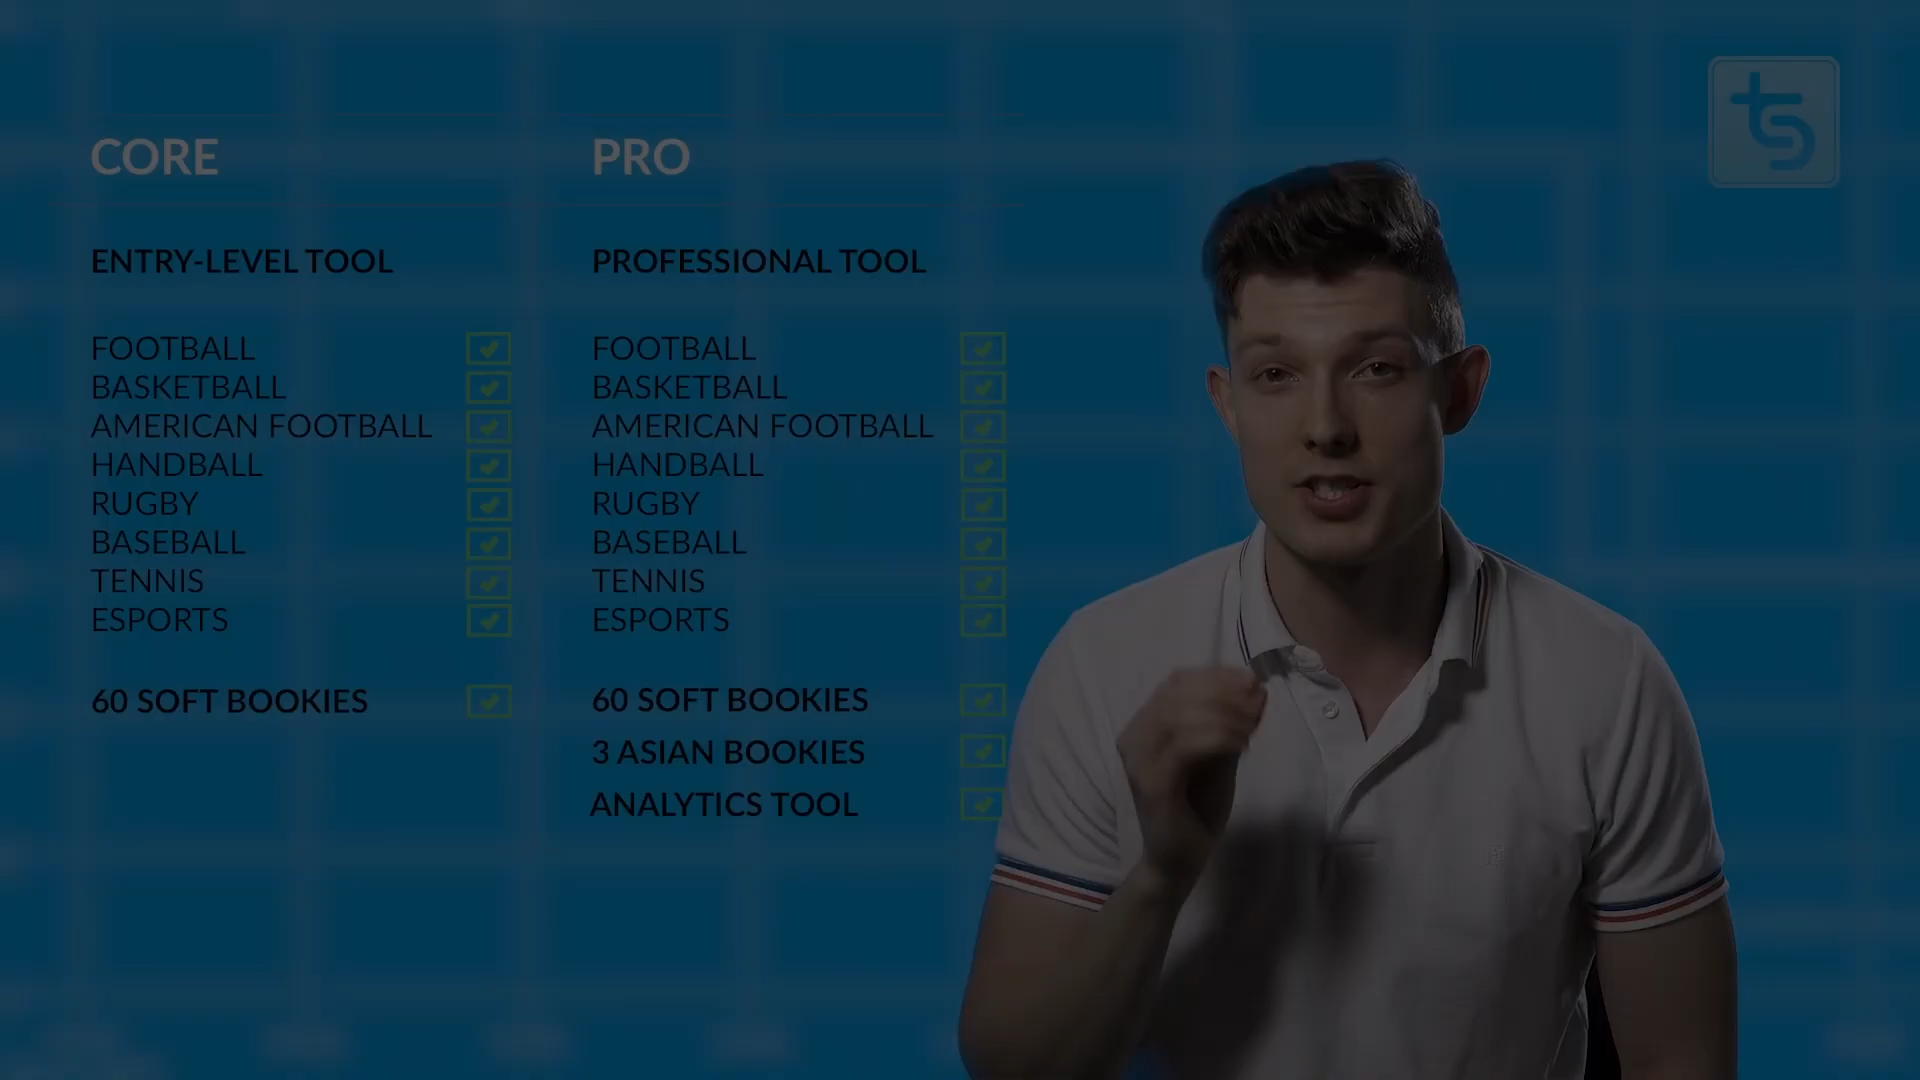 CORE
ENTRY-LEVEL TOOL
FOOTBALL
BASKETBALL
AMERICAN FOOTBALL
HANDBALL
RUGBY
BASEBALL
TENNIS
ESPORTS
60 SOFT BOOKIES
PRO
PROFESSIONAL TOOL
FOOTBALL
BASKETBALL
AMERICAN FOOTBALL
HANDBALL
RUGBY
BASEBALL
TENNIS
ESPORTS
60 SOFT BOOKIES
3 ASIAN BOOKIES
ANALYTICS TOOL
ts